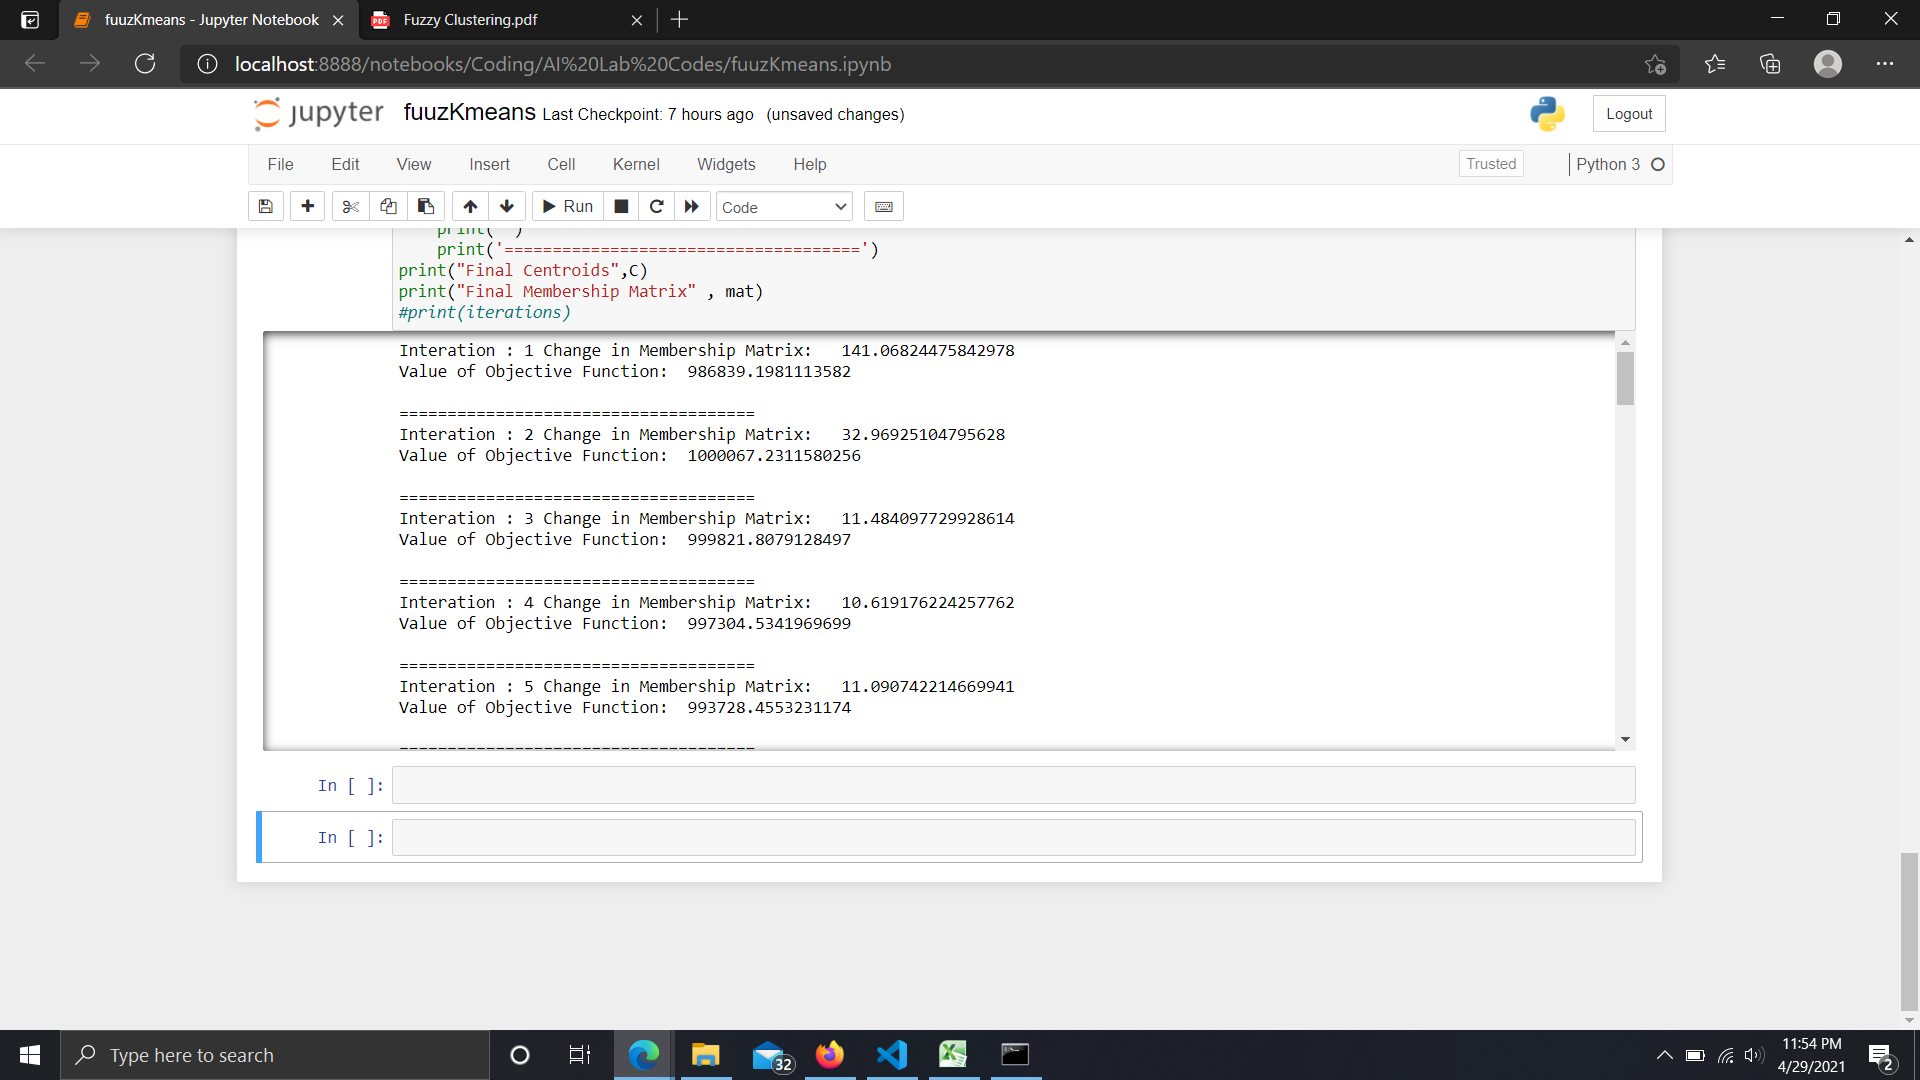 fuuzKmeans - Jupyter Notebook
Fuzzy Clustering.pdf
localhost:8888/notebooks/Coding/AI%20Lab%20Codes/fuuzKmeans.ipynb
jupyter fuuzKmeans Last Checkpoint: 7 hours ago (unsaved changes)
Logout
File Edit View Insert Cell Kernel Widgets Help
Trusted
Python 3
Run
Code
print(' ')
print('=====================================')
print("Final Centroids",C)
print("Final Membership Matrix" , mat)
#print(iterations)
Interation : 1 Change in Membership Matrix:   141.06824475842978
Value of Objective Function:  986839.1981113582
=====================================
Interation : 2 Change in Membership Matrix:   32.96925104795628
Value of Objective Function:  1000067.2311580256
=====================================
Interation : 3 Change in Membership Matrix:   11.484097729928614
Value of Objective Function:  999821.8079128497
=====================================
Interation : 4 Change in Membership Matrix:   10.619176224257762
Value of Objective Function:  997304.5341969699
=====================================
Interation : 5 Change in Membership Matrix:   11.090742214669941
Value of Objective Function:  993728.4553231174
=====================================
In [ ]:
In [ ]:
Type here to search
32
11:54 PM
4/29/2021
2